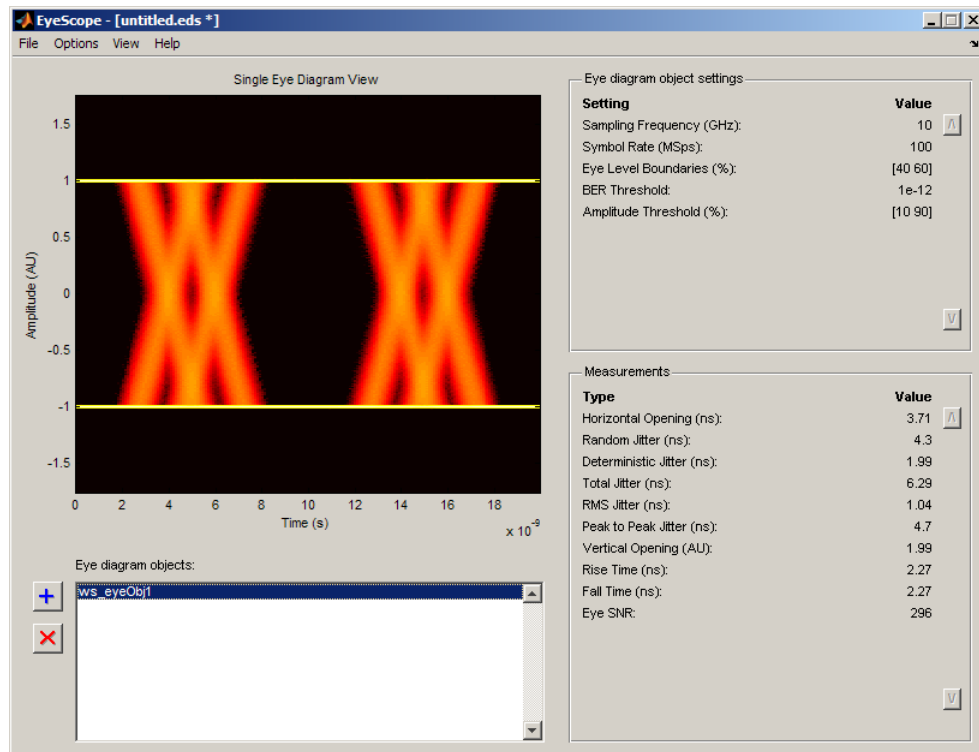 EyeScope - [untitled.eds *]
File Options View Help
Single Eye Diagram View
1.5
1
0.5
0
-0.5
-1
-1.5
Amplitude (AU)
0 2 4 6 8 10 12 14 16 18
Time (s)
x 10⁻⁹
Eye diagram objects:
ws_eyeObj1
Eye diagram object settings
Setting Value
Sampling Frequency (GHz): 10
Symbol Rate (MSps): 100
Eye Level Boundaries (%): [40 60]
BER Threshold: 1e-12
Amplitude Threshold (%): [10 90]
Measurements
Type Value
Horizontal Opening (ns): 3.71
Random Jitter (ns): 4.3
Deterministic Jitter (ns): 1.99
Total Jitter (ns): 6.29
RMS Jitter (ns): 1.04
Peak to Peak Jitter (ns): 4.7
Vertical Opening (AU): 1.99
Rise Time (ns): 2.27
Fall Time (ns): 2.27
Eye SNR: 296